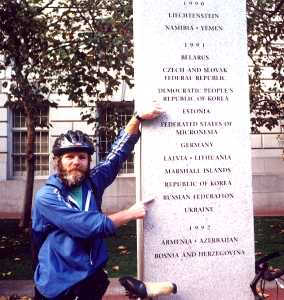 1990
LIECHTENSTEIN
NAMIBIA · YEMEN
1991
BELARUS
CZECH AND SLOVAK
FEDERAL REPUBLIC
DEMOCRATIC PEOPLE'S
REPUBLIC OF KOREA
ESTONIA
FEDERATED STATES OF
MICRONESIA
GERMANY
LATVIA · LITHUANIA
MARSHALL ISLANDS
REPUBLIC OF KOREA
RUSSIAN FEDERATION
UKRAINE
1992
ARMENIA · AZERBAIJAN
BOSNIA AND HERZEGOVINA